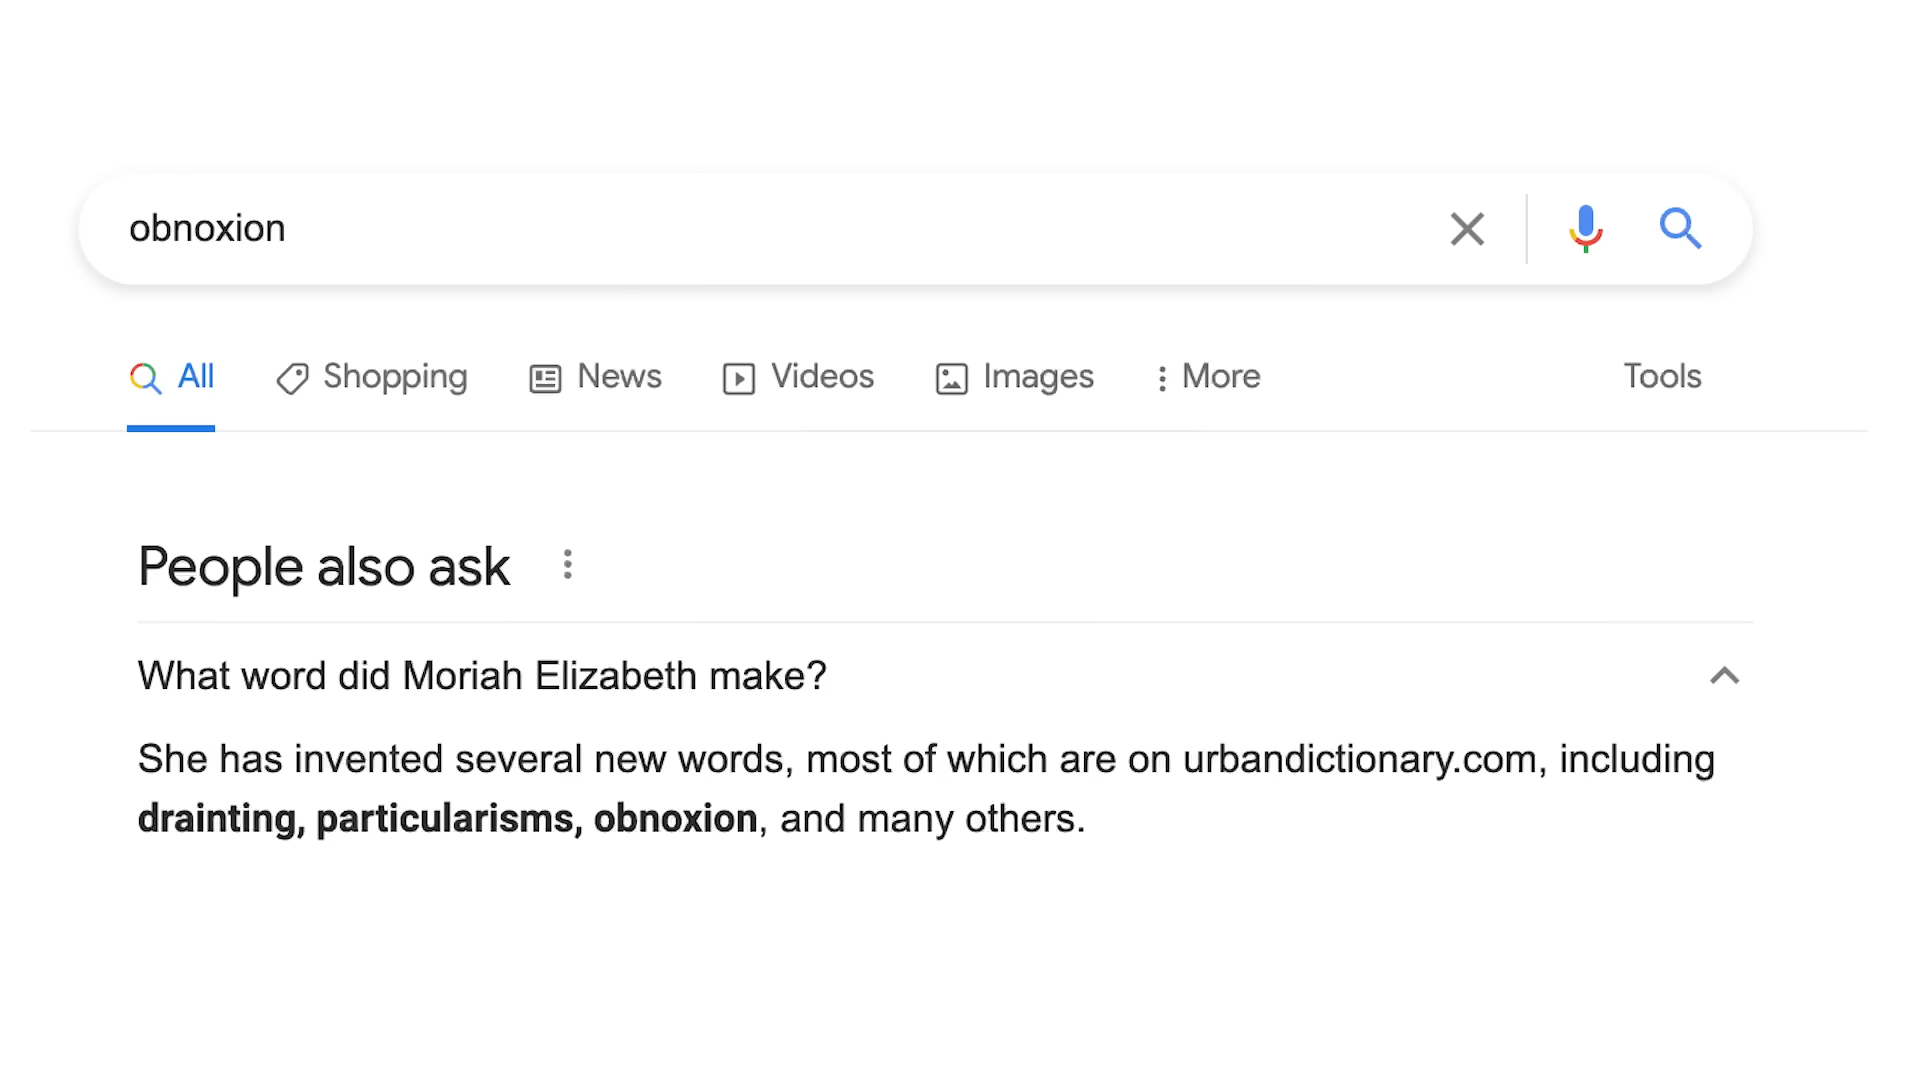 obnoxion
All Shopping News Videos Images More Tools
People also ask
What word did Moriah Elizabeth make?
She has invented several new words, most of which are on urbandictionary.com, including
drainting, particularisms, obnoxion, and many others.